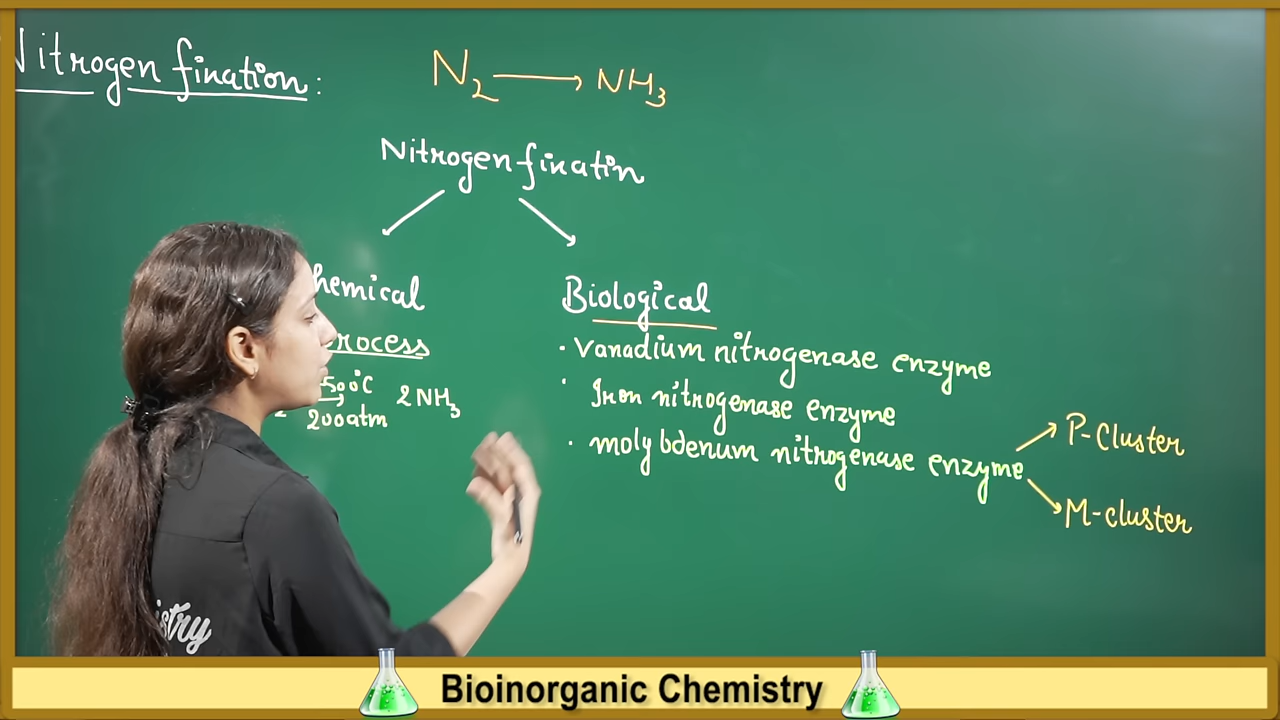 Nitrogen fixation:
N2 → NH3
Nitrogen fixatin
hemical
rocess
500°C
200atm
2NH3
Biological
· Vanadium nitrogenase enzyme
· Iron nitrogenase enzyme
· molybdenum nitrogenase enzyme
P-Cluster
M-cluster
istry
Bioinorganic Chemistry